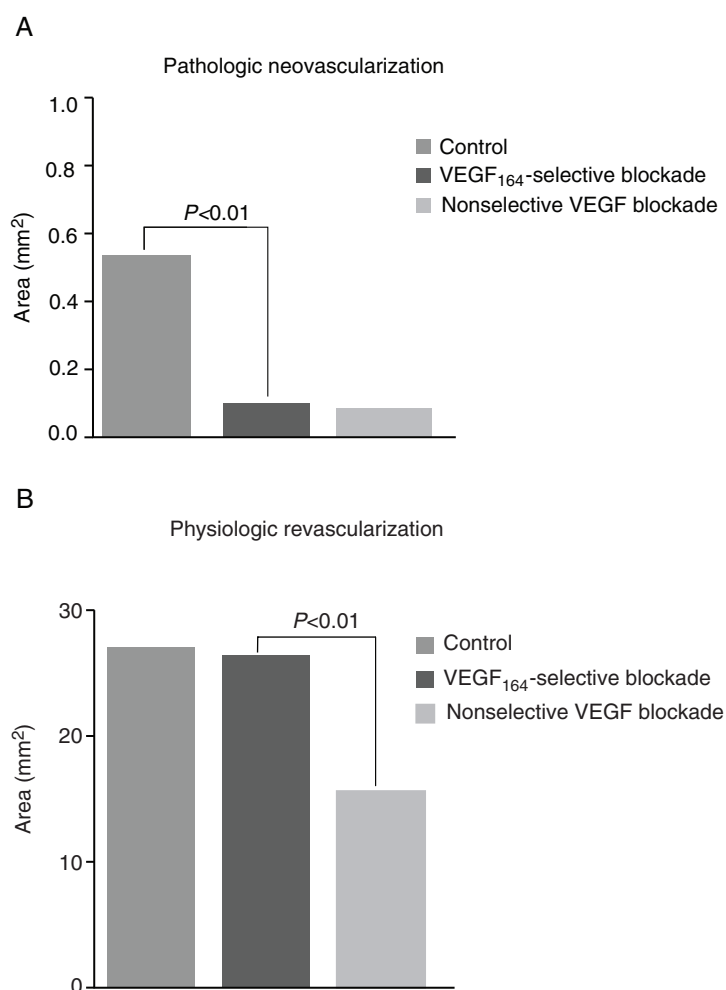 A
Pathologic neovascularization
1.0
0.8
0.6
0.4
0.2
0.0
Area (mm²)
P<0.01
Control
VEGF₁₆₄-selective blockade
Nonselective VEGF blockade
B
Physiologic revascularization
30
20
10
0
Area (mm²)
P<0.01
Control
VEGF₁₆₄-selective blockade
Nonselective VEGF blockade